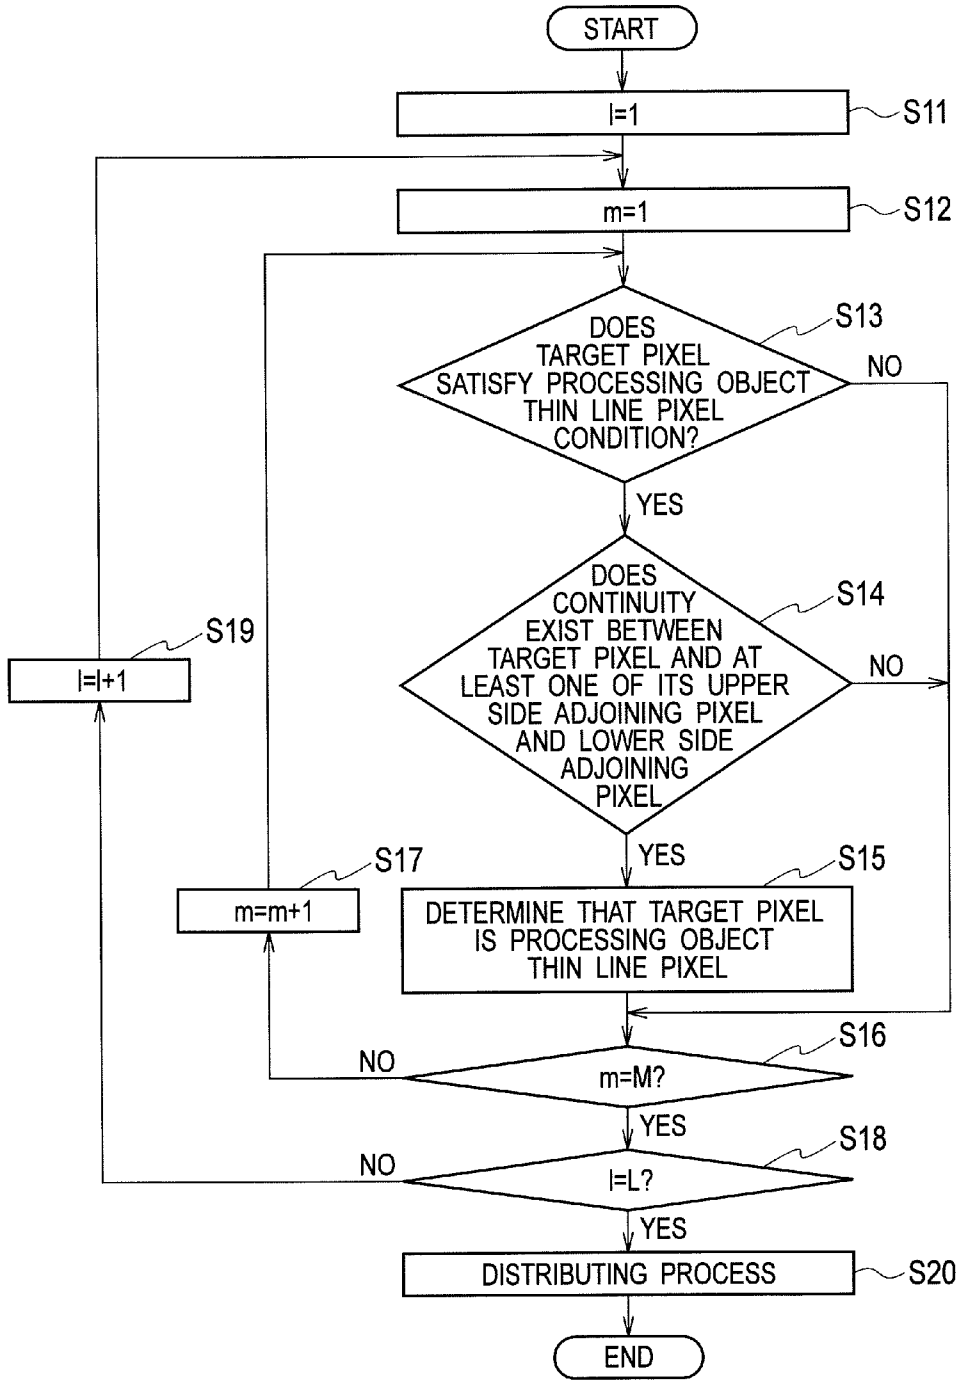 START
l=1
S11
m=1
S12
DOES
TARGET PIXEL
SATISFY PROCESSING OBJECT
THIN LINE PIXEL
CONDITION?
S13
NO
YES
DOES
CONTINUITY
EXIST BETWEEN
TARGET PIXEL AND AT
LEAST ONE OF ITS UPPER
SIDE ADJOINING PIXEL
AND LOWER SIDE
ADJOINING
PIXEL
S14
NO
S19
l=l+1
YES
S17
m=m+1
S15
DETERMINE THAT TARGET PIXEL
IS PROCESSING OBJECT
THIN LINE PIXEL
S16
NO
m=M?
YES
S18
NO
l=L?
YES
DISTRIBUTING PROCESS
S20
END